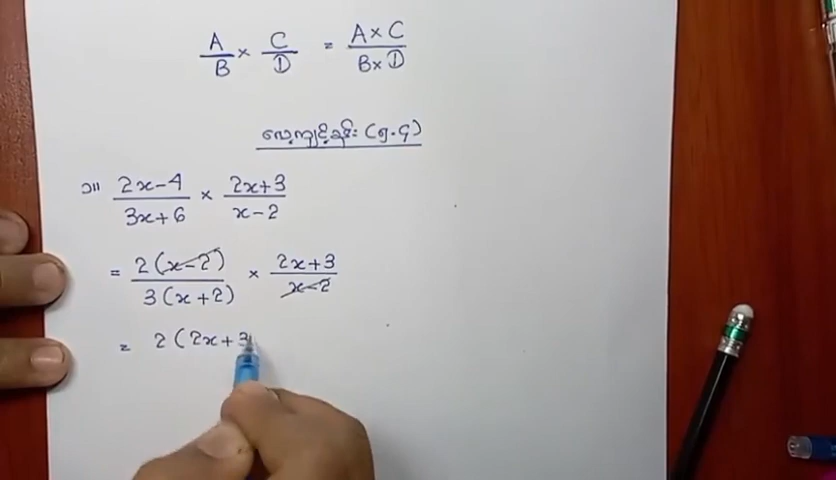 A/B × C/D = A×C/B×D
လေ့ကျင့်ခန်း (၅.၄)
၁။ 2x-4/3x+6 × 2x+3/x-2
= 2(x-2)/3(x+2) × 2x+3/x-2
= 2(2x+3